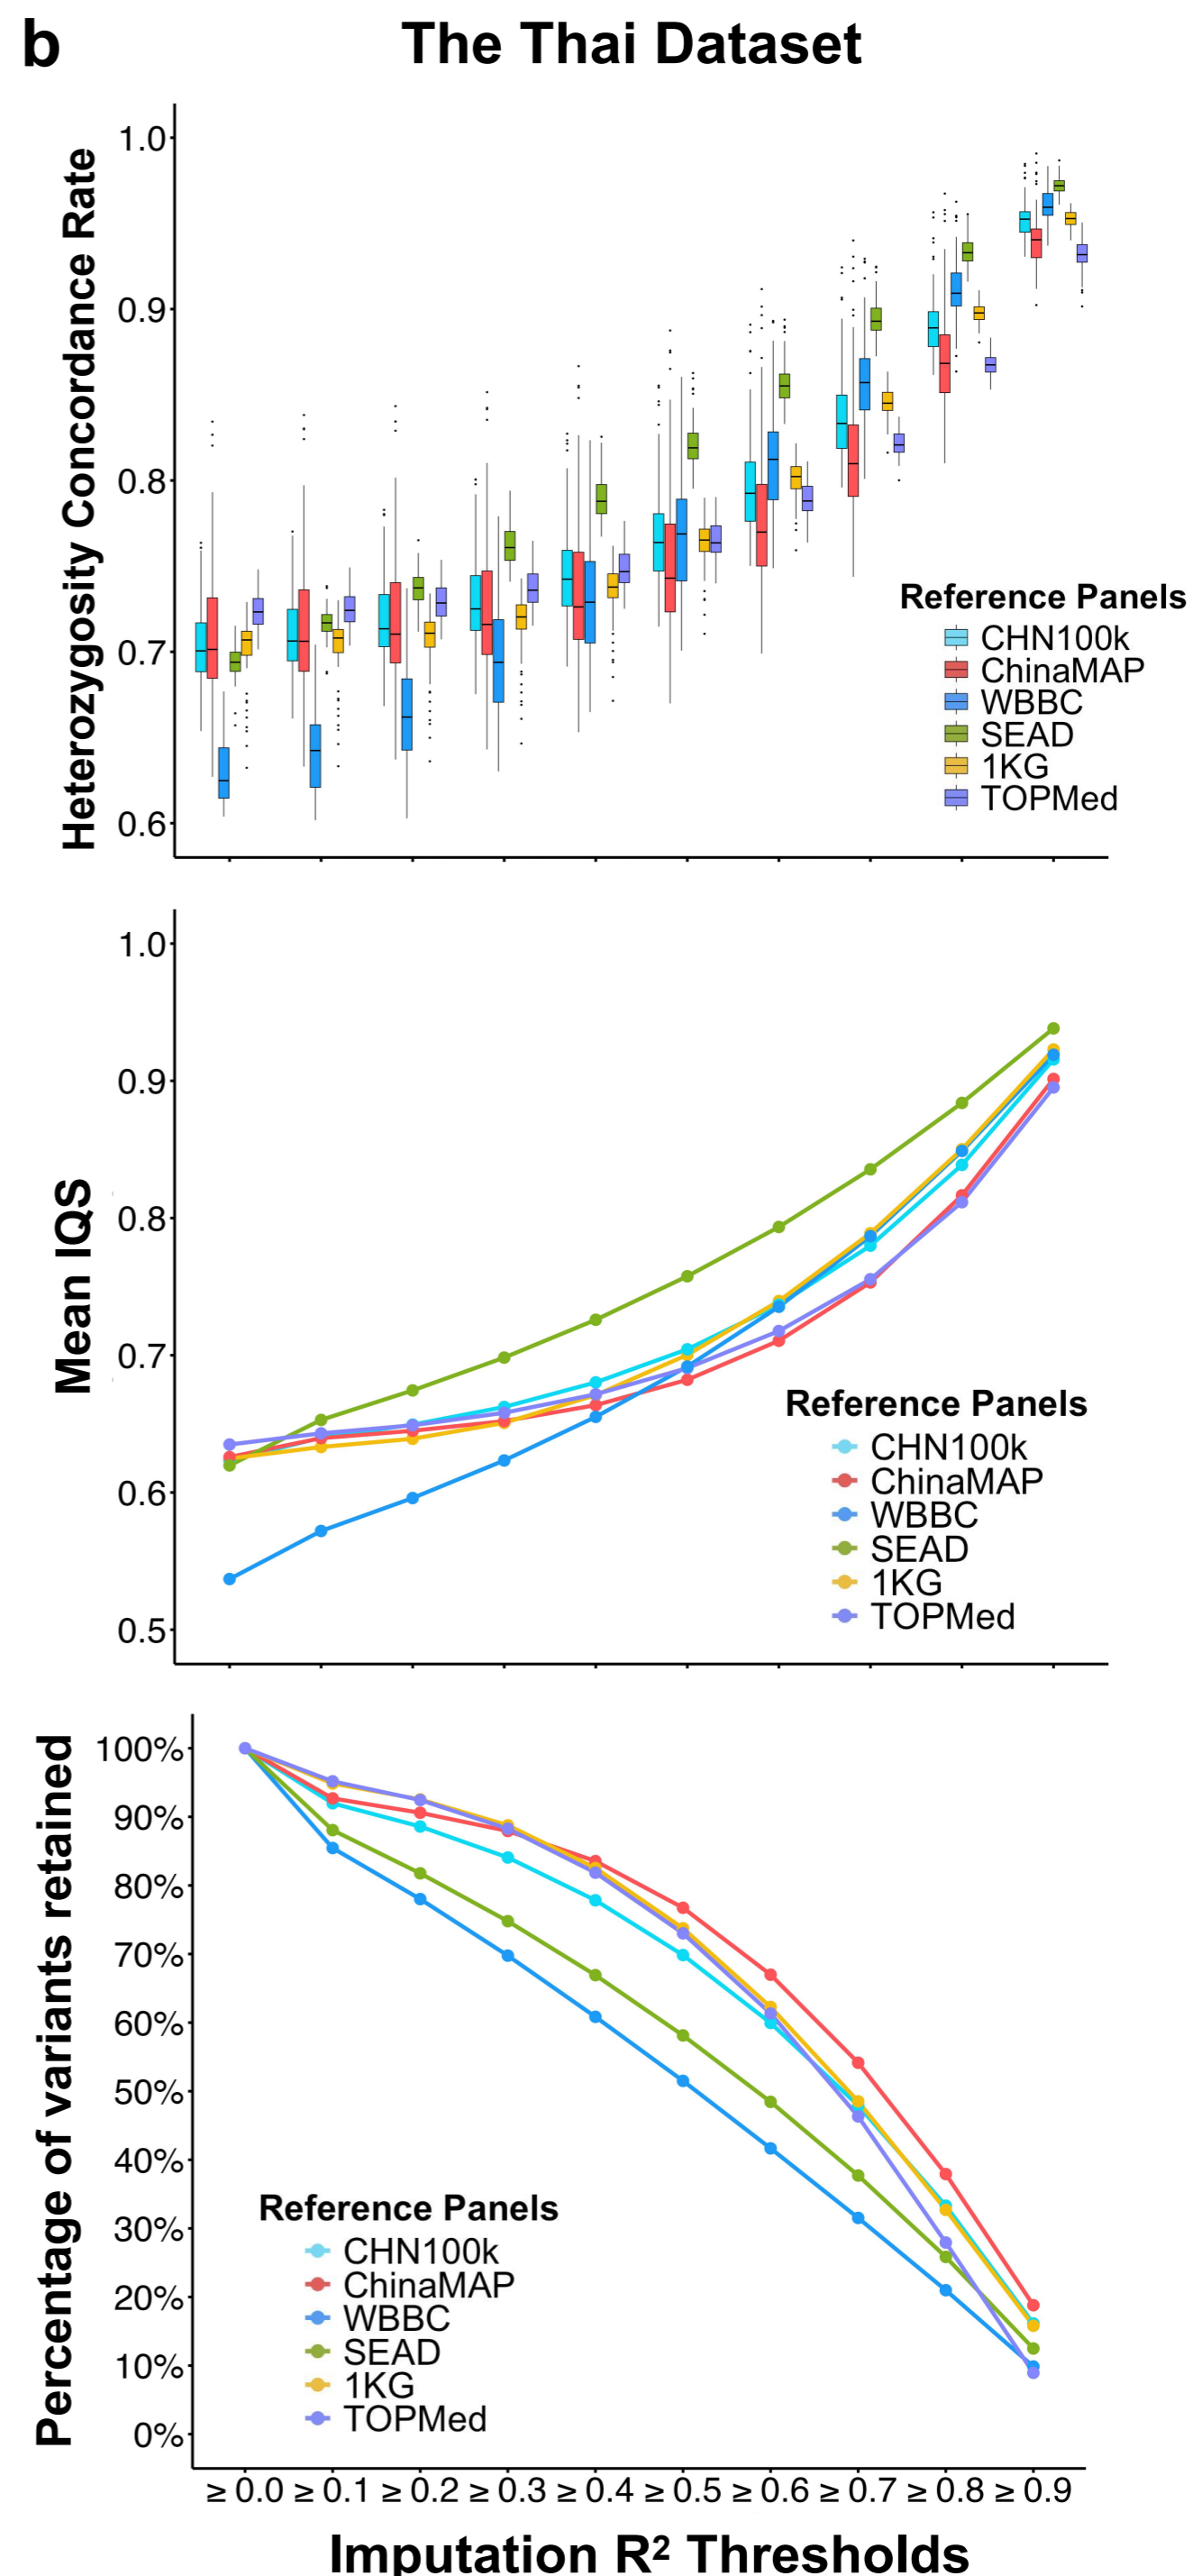 b
The Thai Dataset
Heterozygosity Concordance Rate
1.0
0.9
0.8
0.7
0.6
Reference Panels
CHN100k
ChinaMAP
WBBC
SEAD
1KG
TOPMed
Mean IQS
1.0
0.9
0.8
0.7
0.6
0.5
Reference Panels
CHN100k
ChinaMAP
WBBC
SEAD
1KG
TOPMed
Percentage of variants retained
100%
90%
80%
70%
60%
50%
40%
30%
20%
10%
0%
Reference Panels
CHN100k
ChinaMAP
WBBC
SEAD
1KG
TOPMed
≥ 0.0 ≥ 0.1 ≥ 0.2 ≥ 0.3 ≥ 0.4 ≥ 0.5 ≥ 0.6 ≥ 0.7 ≥ 0.8 ≥ 0.9
Imputation R² Thresholds